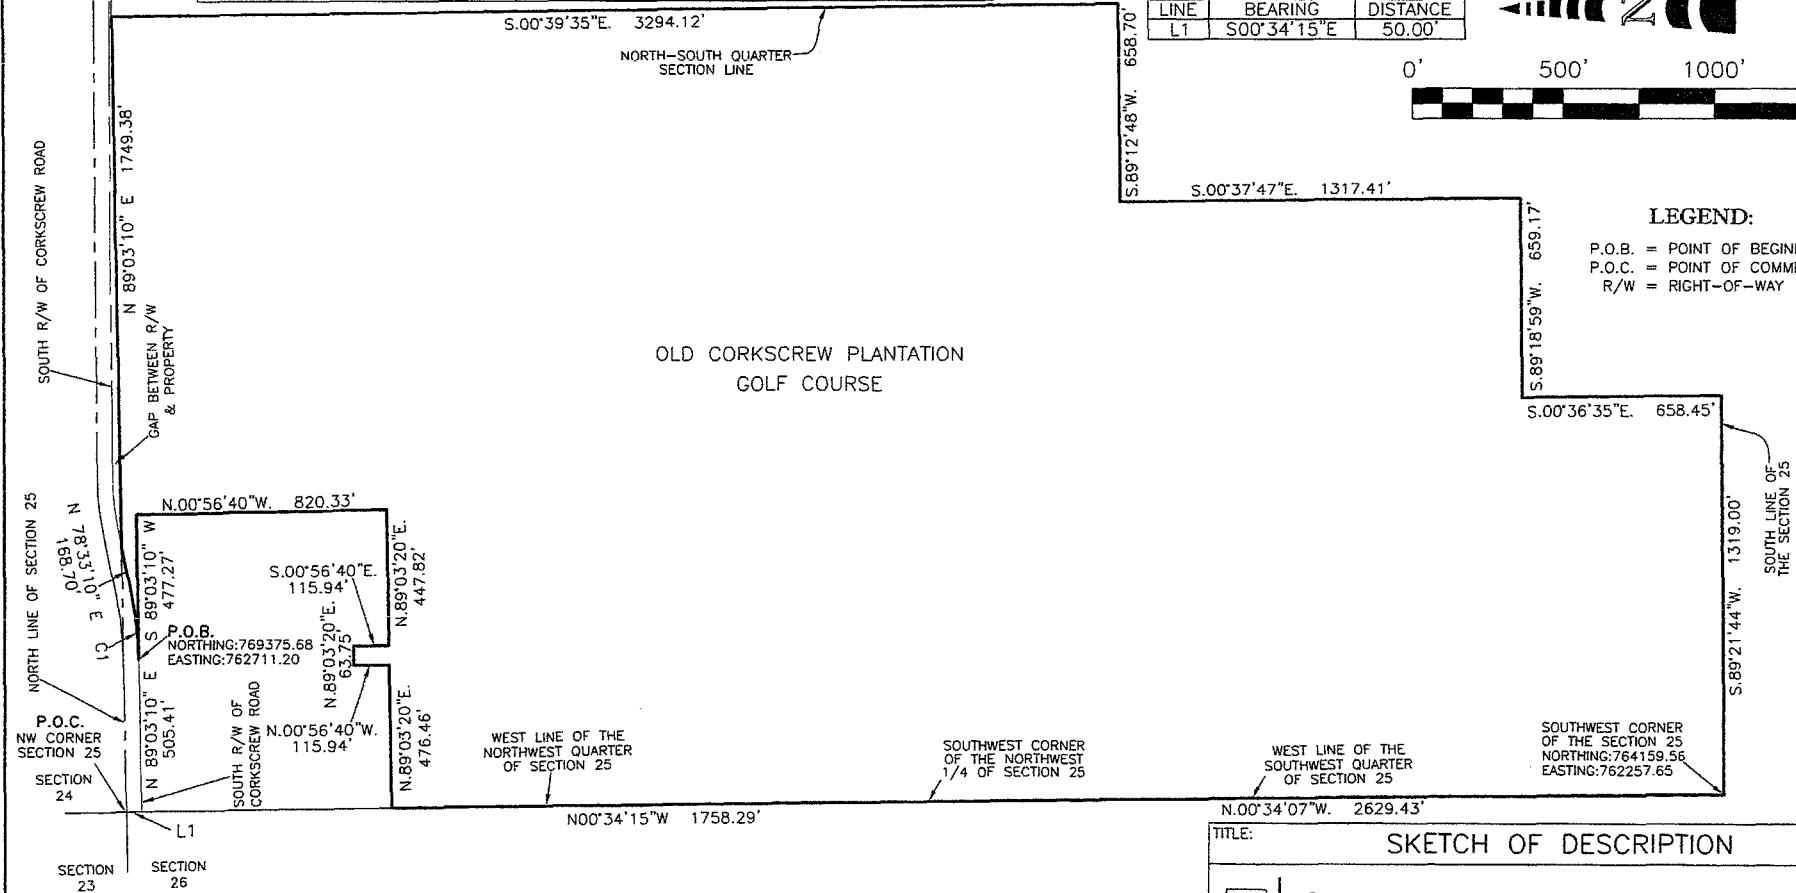 S.00°39'35"E. 3294.12'
NORTH-SOUTH QUARTER
SECTION LINE
658.70'
S.89°12'48"W.
LINE BEARING DISTANCE
L1 S00°34'15"E 50.00'
N
0' 500' 1000'
S.00°37'47"E. 1317.41'
LEGEND:
P.O.B. = POINT OF BEGIN
P.O.C. = POINT OF COMM
R/W = RIGHT-OF-WAY
S.89°18'59"W. 659.17'
S.00°36'35"E. 658.45'
SOUTH LINE OF
THE SECTION 25
S.89°21'44"W. 1319.00'
SOUTH R/W OF CORKSCREW ROAD
N 89°03'10" E 1749.38'
GAP BETWEEN R/W
& PROPERTY
OLD CORKSCREW PLANTATION
GOLF COURSE
NORTH LINE OF SECTION 25
N 78°33'10" E
168.70'
C1
N.00°56'40"W. 820.33'
S 89°03'10" W
477.27'
S.00°56'40"E.
115.94'
N.89°03'20"E.
447.82'
N.89°03'20"E.
63.75'
P.O.B.
NORTHING:769375.68
EASTING:762711.20
N 89°03'10" E
505.41'
SOUTH R/W OF
CORKSCREW ROAD
N.00°56'40"W.
115.94'
N.89°03'20"E.
476.46'
P.O.C.
NW CORNER
SECTION 25
SECTION
24
L1
SECTION
23
SECTION
26
WEST LINE OF THE
NORTHWEST QUARTER
OF SECTION 25
N00°34'15"W 1758.29'
SOUTHWEST CORNER
OF THE NORTHWEST
1/4 OF SECTION 25
WEST LINE OF THE
SOUTHWEST QUARTER
OF SECTION 25
N.00°34'07"W. 2629.43'
SOUTHWEST CORNER
OF THE SECTION 25
NORTHING:764159.56
EASTING:762257.65
TITLE:
SKETCH OF DESCRIPTION